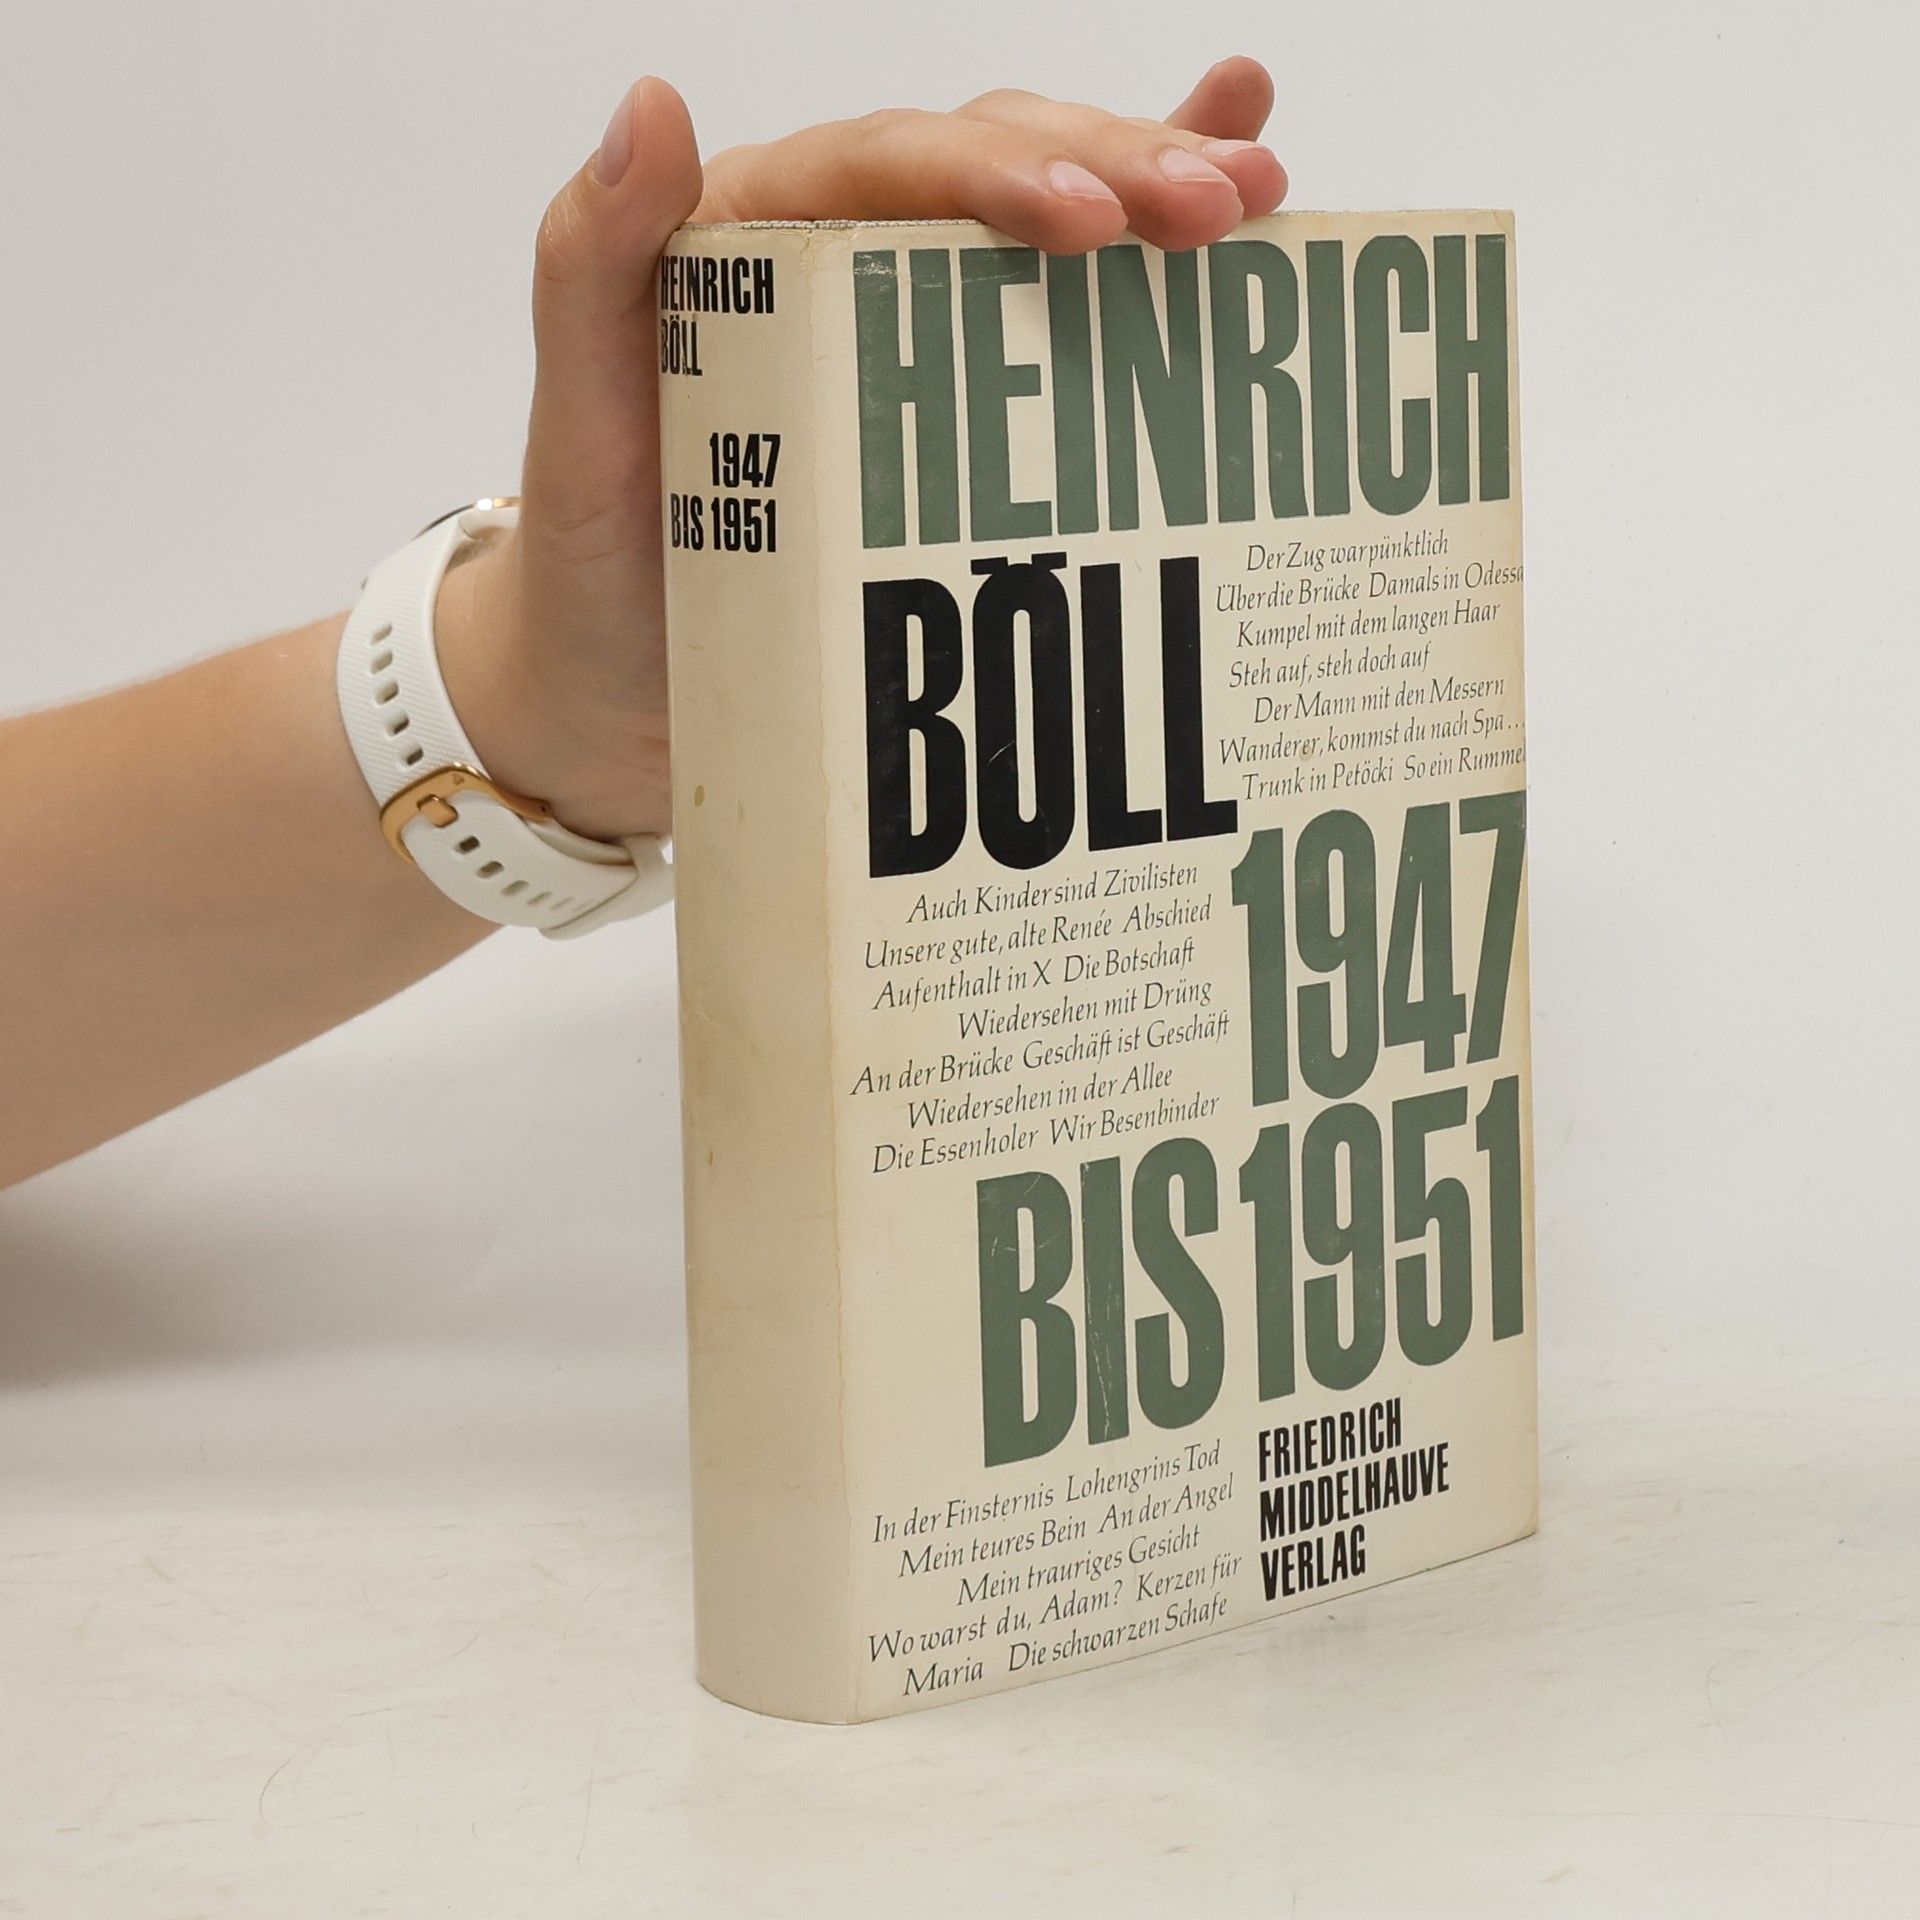 HEINRICH
BÖLL
1947
BIS 1951
HEINRICH
BÖLL
Der Zug war pünktlich
Über die Brücke Damals in Odessa
Kumpel mit dem langen Haar
Steh auf, steh doch auf
Der Mann mit den Messern
Wanderer, kommst du nach Spa...
Trunk in Petöcki So ein Rummel
1947
Auch Kinder sind Zivilisten
Unsere gute, alte Renée Abschied
Aufenthalt in X Die Botschaft
Wiedersehen mit Drüng
An der Brücke Geschäft ist Geschäft
Wiedersehen in der Allee
Die Essenholer Wir Besenbinder
BIS 1951
In der Finsternis Lohengrins Tod
Mein teures Bein An der Angel
Mein trauriges Gesicht
Wo warst du, Adam? Kerzen für
Maria Die schwarzen Schafe
FRIEDRICH
MIDDELHAUVE
VERLAG